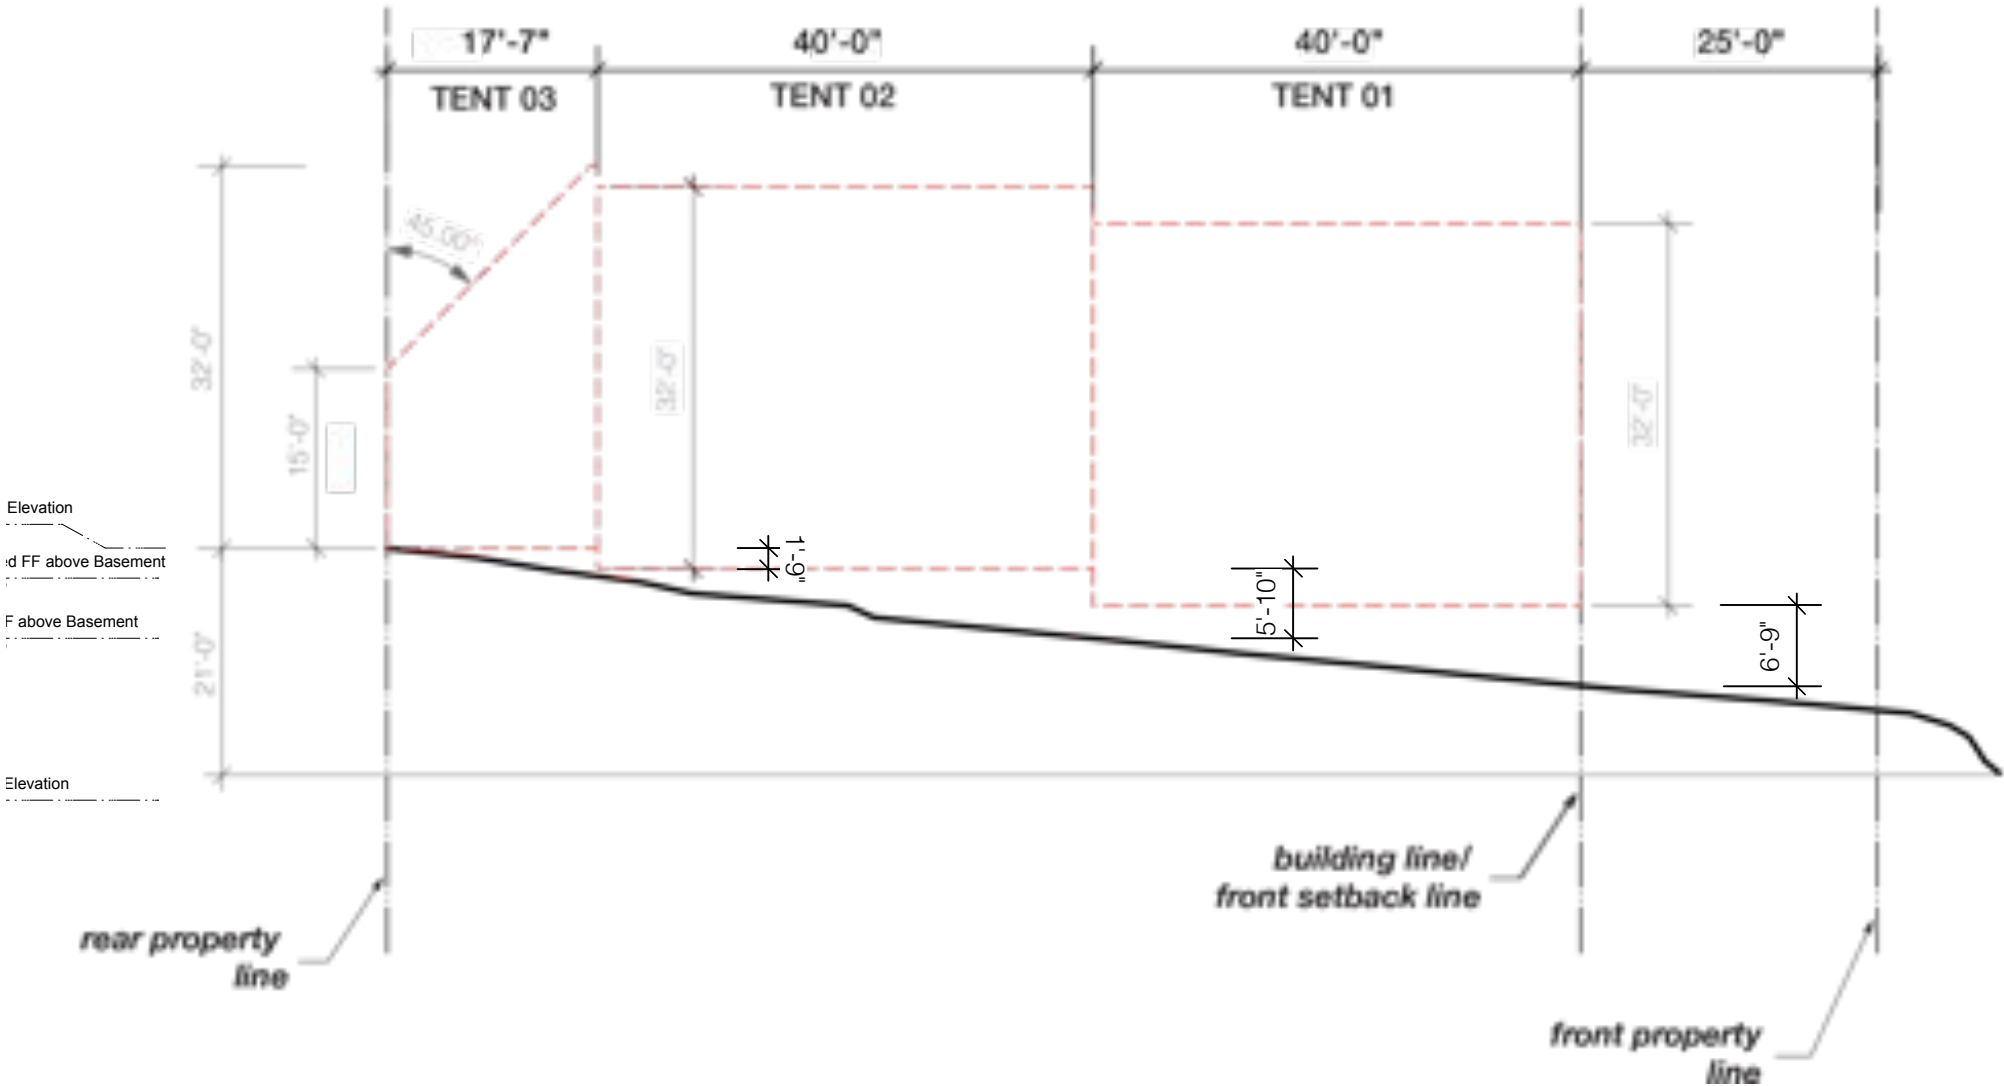 17'-7"
40'-0"
40'-0"
25'-0"
TENT 03
TENT 02
TENT 01
45.00°
32'-0"
32'-0"
32'-0"
15'-0"
Elevation
ed FF above Basement
1'-9"
5'-10"
F above Basement
6'-9"
21'-0"
Elevation
building line/
front setback line
rear property
line
front property
line